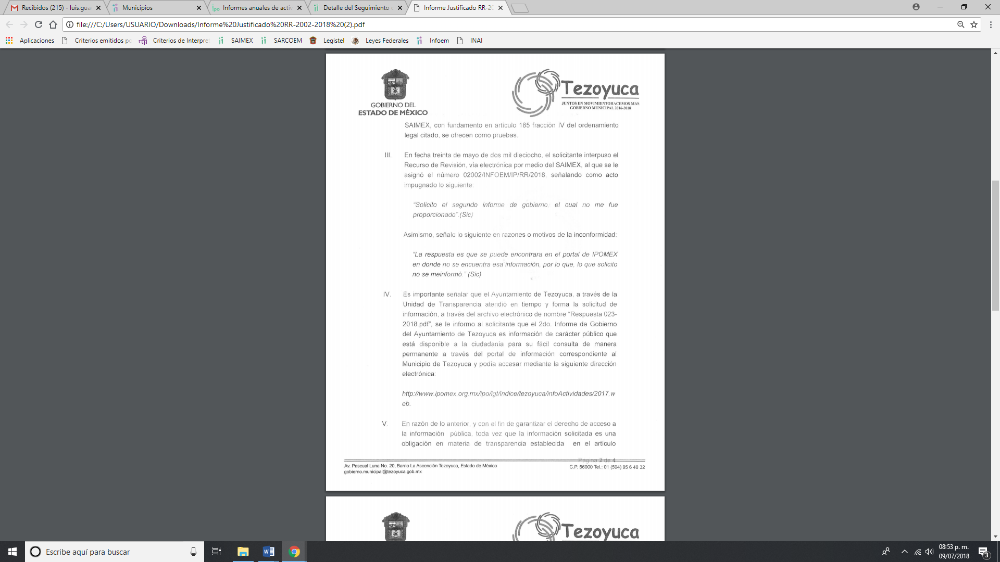 Recibidos (215) - luis.gua
Municipios
Informes anuales de activ
Detalle del Seguimiento
Informe Justificado RR-20
file:///C:/Users/USUARIO/Downloads/Informe%20Justificado%20RR-2002-2018%20(2).pdf
Aplicaciones
Criterios emitidos po
Criterios de Interpret
SAIMEX
SARCOEM
Legistel
Leyes Federales
Infoem
INAI
GOBIERNO DEL
ESTADO DE MÉXICO
Tezoyuca
JUNTOS EN MOVIMIENTOHACEMOS MAS
GOBIERNO MUNICIPAL 2016-2018
SAIMEX, con fundamento en artículo 185 fracción IV del ordenamiento
legal citado, se ofrecen como pruebas.
III. En fecha treinta de mayo de dos mil dieciocho, el solicitante interpuso el
Recurso de Revisión, vía electrónica por medio del SAIMEX, al que se le
asignó el número 02002/INFOEM/IP/RR/2018, señalando como acto
impugnado lo siguiente:
"Solicito el segundo informe de gobierno, el cual no me fue
proporcionado".(Sic)
Asimismo, señalo lo siguiente en razones o motivos de la inconformidad:
"La respuesta es que se puede encontrara en el portal de IPOMEX
en donde no se encuentra esa información, por lo que, lo que solicito
no se meinformó." (Sic)
IV. Es importante señalar que el Ayuntamiento de Tezoyuca, a través de la
Unidad de Transparencia atendió en tiempo y forma la solicitud de
información, a través del archivo electrónico de nombre "Respuesta 023-
2018.pdf", se le informo al solicitante que el 2do. Informe de Gobierno
del Ayuntamiento de Tezoyuca es información de carácter público que
está disponible a la ciudadanía para su fácil consulta de manera
permanente a través del portal de información correspondiente al
Municipio de Tezoyuca y podía accesar mediante la siguiente dirección
electrónica:
http://www.ipomex.org.mx/ipo/lgt/indice/tezoyuca/infoActividades/2017.w
eb.
V. En razón de lo anterior, y con el fin de garantizar el derecho de acceso a
la información pública, toda vez que la información solicitada es una
obligación en materia de transparencia establecida en el artículo
Página 2 de 4
Av. Pascual Luna No. 20, Barrio La Ascención Tezoyuca, Estado de México
gobierno.municipal@tezoyuca.gob.mx
C.P. 56000 Tel.: 01 (594) 95 6 40 32
Tezoyuca
Escribe aquí para buscar
08:53 p. m.
09/07/2018
3